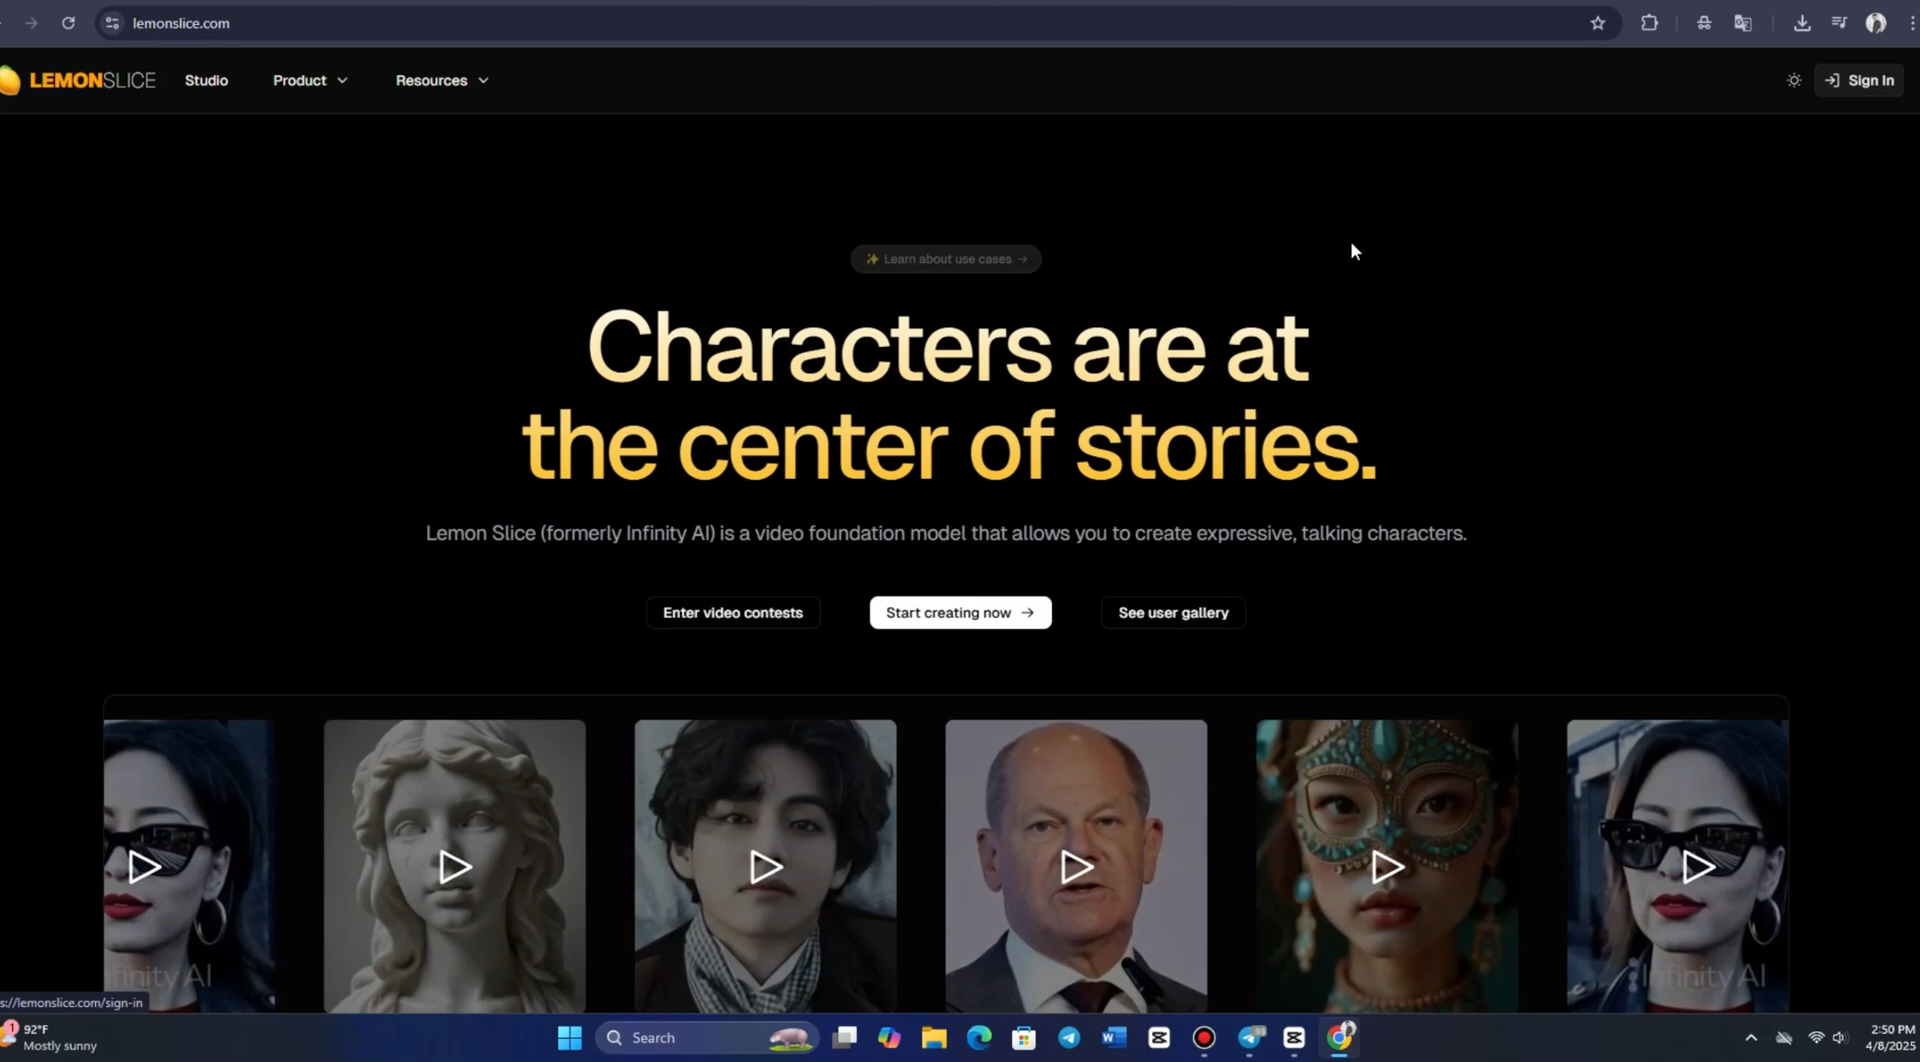 lemonslice.com
LEMONSLICE
Studio
Product
Resources
Sign In
✨ Learn about use cases →
Characters are at
the center of stories.
Lemon Slice (formerly Infinity AI) is a video foundation model that allows you to create expressive, talking characters.
Enter video contests
Start creating now →
See user gallery
finity AI
Infinity AI
s://lemonslice.com/sign-in
1
92°F
Mostly sunny
Search
99
2:50 PM
4/8/2025